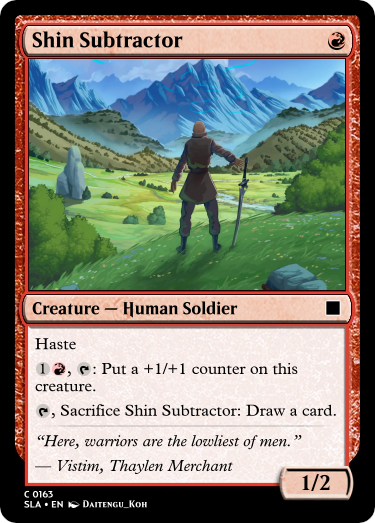 Shin Subtractor
Creature — Human Soldier
Haste
1R, T: Put a +1/+1 counter on this
creature.
T, Sacrifice Shin Subtractor: Draw a card.
“Here, warriors are the lowliest of men.”
— Vistim, Thaylen Merchant
1/2
C 0163
SLA • EN Daitengu_Koh